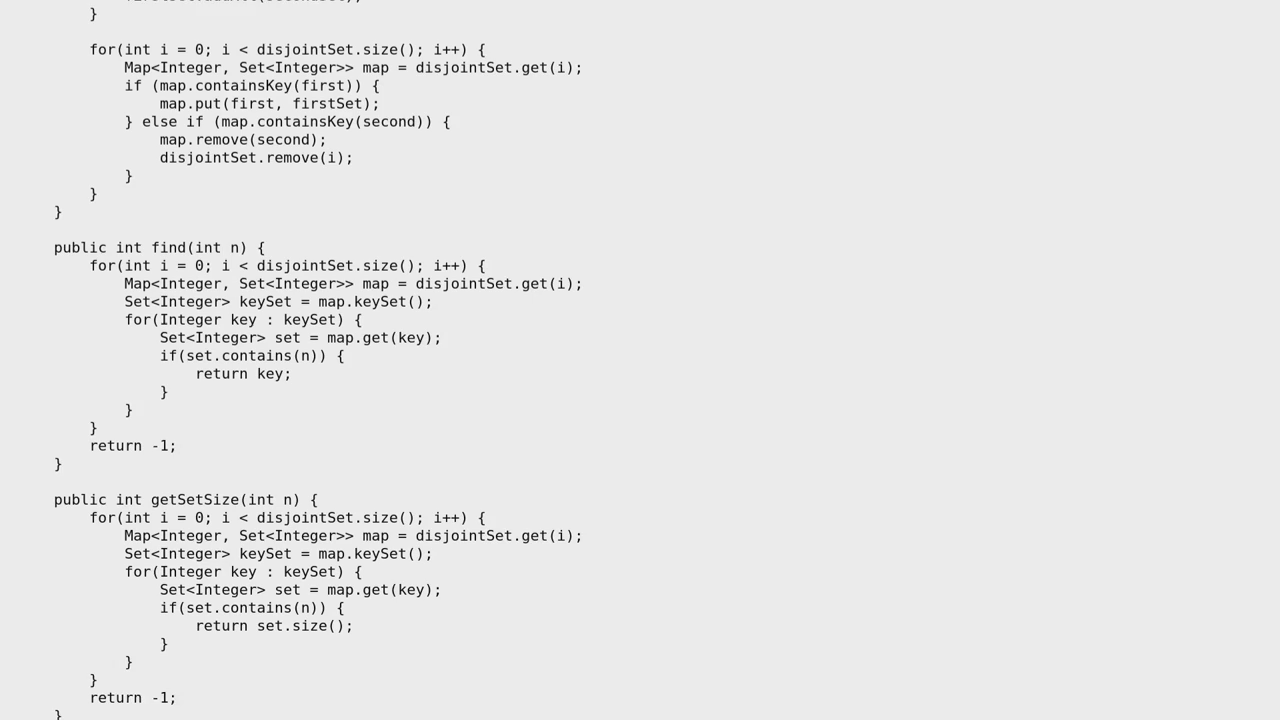 }
for(int i = 0; i < disjointSet.size(); i++) {
Map<Integer, Set<Integer>> map = disjointSet.get(i);
if (map.containsKey(first)) {
map.put(first, firstSet);
} else if (map.containsKey(second)) {
map.remove(second);
disjointSet.remove(i);
}
}
}
public int find(int n) {
for(int i = 0; i < disjointSet.size(); i++) {
Map<Integer, Set<Integer>> map = disjointSet.get(i);
Set<Integer> keySet = map.keySet();
for(Integer key : keySet) {
Set<Integer> set = map.get(key);
if(set.contains(n)) {
return key;
}
}
}
return -1;
}
public int getSetSize(int n) {
for(int i = 0; i < disjointSet.size(); i++) {
Map<Integer, Set<Integer>> map = disjointSet.get(i);
Set<Integer> keySet = map.keySet();
for(Integer key : keySet) {
Set<Integer> set = map.get(key);
if(set.contains(n)) {
return set.size();
}
}
}
return -1;
}